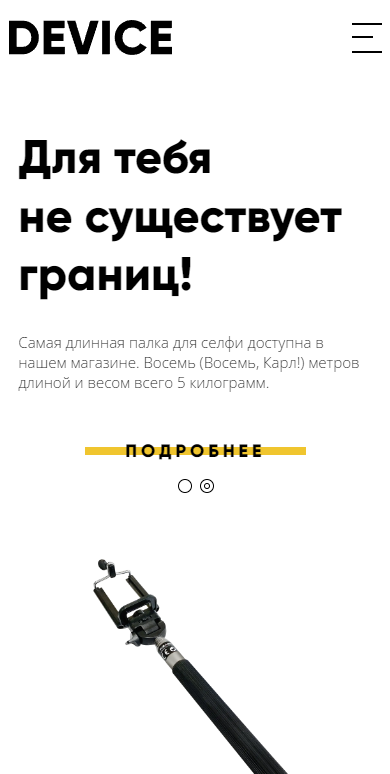 DEVICE
Для тебя
не существует
границ!
Самая длинная палка для селфи доступна в
нашем магазине. Восемь (Восемь, Карл!) метров
длиной и весом всего 5 килограмм.
ПОДРОБНЕЕ